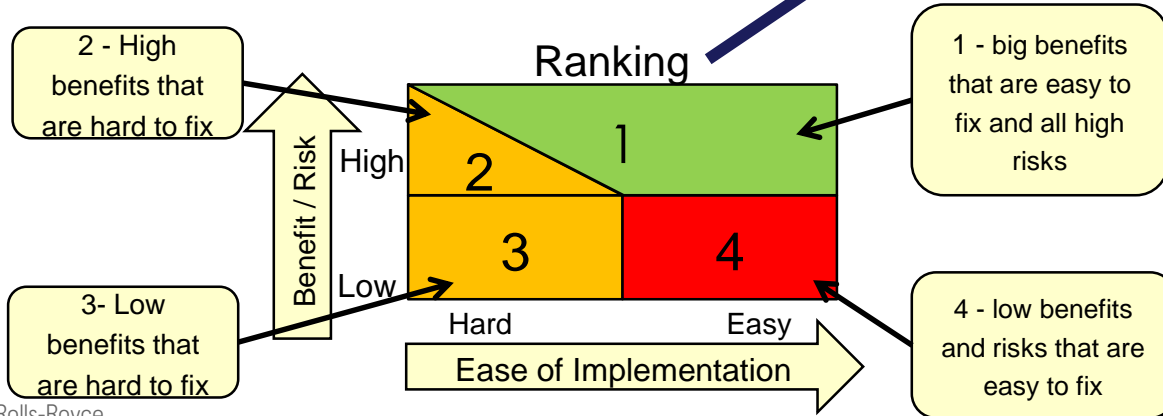 Ranking
2 - High
benefits that
are hard to fix
1 - big benefits
that are easy to
fix and all high
risks
Benefit / Risk
High
Low
1
2
3
4
3- Low
benefits that
are hard to fix
Hard
Easy
Ease of Implementation
4 - low benefits
and risks that are
easy to fix
Rolls-Royce